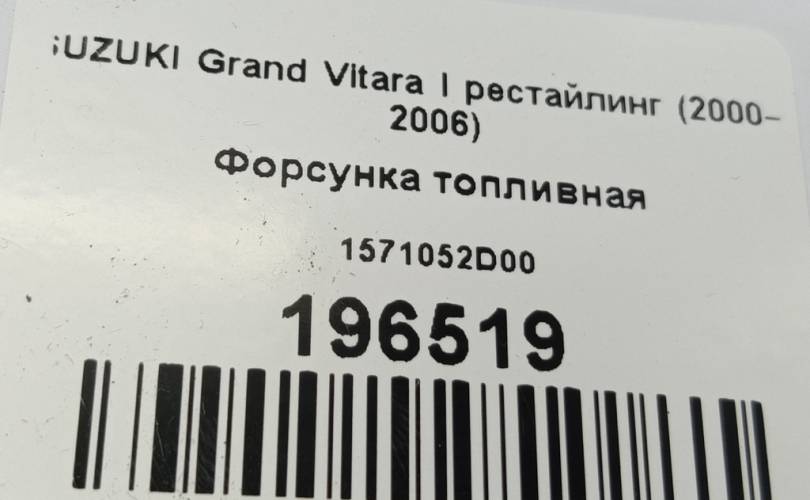 SUZUKI Grand Vitara I рестайлинг (2000–
2006)
Форсунка топливная
1571052D00
196519